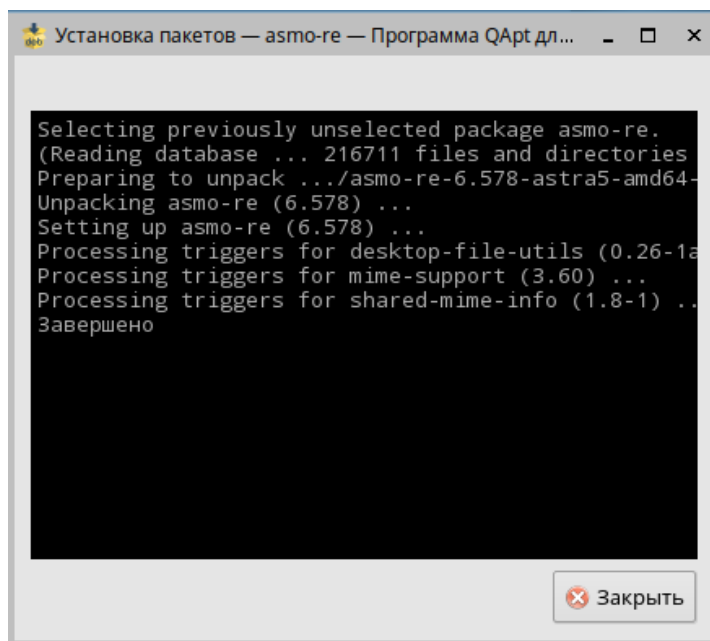 deb
Установка пакетов — asmo-re — Программа QApt дл...
Selecting previously unselected package asmo-re.
(Reading database ... 216711 files and directories
Preparing to unpack .../asmo-re-6.578-astra5-amd64-
Unpacking asmo-re (6.578) ...
Setting up asmo-re (6.578) ...
Processing triggers for desktop-file-utils (0.26-1a
Processing triggers for mime-support (3.60) ...
Processing triggers for shared-mime-info (1.8-1) ..
Завершено
Закрыть